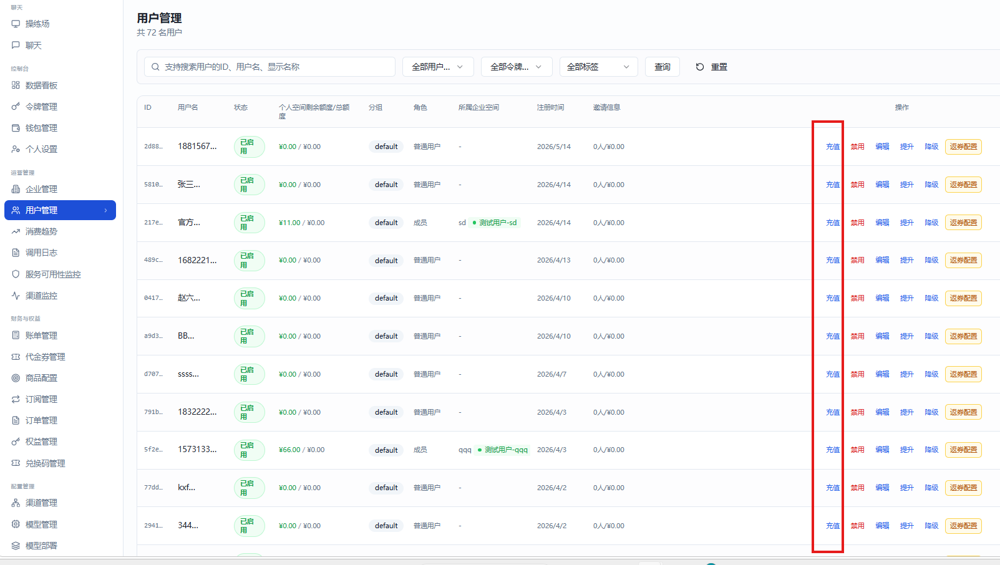 聊天
操练场
聊天
控制台
数据看板
令牌管理
钱包管理
个人设置
运营管理
企业管理
用户管理
消费趋势
调用日志
服务可用性监控
渠道监控
财务与权益
账单管理
代金券管理
商品配置
订阅管理
订单管理
权益管理
兑换码管理
配置管理
渠道管理
模型管理
模型部署
用户管理
共 72 名用户
支持搜索用户的ID、用户名、显示名称 全部用户... 全部令牌... 全部标签 查询 重置
ID 用户名 状态 个人空间剩余额度/总额度 分组 角色 所属企业空间 注册时间 邀请信息 操作
2d88… 1881567... 已启用 ¥0.00 / ¥0.00 default 普通用户 - 2026/5/14 0人/¥0.00 充值 禁用 编辑 提升 降级 返券配置
5810… 张三... 已启用 ¥0.00 / ¥0.00 default 普通用户 - 2026/4/14 0人/¥0.00 充值 禁用 编辑 提升 降级 返券配置
217e… 官方... 已启用 ¥11.00 / ¥0.00 default 成员 sd 测试用户-sd 2026/4/14 0人/¥0.00 充值 禁用 编辑 提升 降级 返券配置
489c… 1682221... 已启用 ¥0.00 / ¥0.00 default 普通用户 - 2026/4/13 0人/¥0.00 充值 禁用 编辑 提升 降级 返券配置
0417… 赵六... 已启用 ¥0.00 / ¥0.00 default 普通用户 - 2026/4/10 0人/¥0.00 充值 禁用 编辑 提升 降级 返券配置
a9d3… BB... 已启用 ¥0.00 / ¥0.00 default 普通用户 - 2026/4/10 0人/¥0.00 充值 禁用 编辑 提升 降级 返券配置
d707… ssss... 已启用 ¥0.00 / ¥0.00 default 普通用户 - 2026/4/7 0人/¥0.00 充值 禁用 编辑 提升 降级 返券配置
791b… 1832222... 已启用 ¥0.00 / ¥0.00 default 普通用户 - 2026/4/3 0人/¥0.00 充值 禁用 编辑 提升 降级 返券配置
5f2e… 1573133... 已启用 ¥66.00 / ¥0.00 default 成员 qqq 测试用户-qqq 2026/4/3 0人/¥0.00 充值 禁用 编辑 提升 降级 返券配置
77dd… kxf... 已启用 ¥0.00 / ¥0.00 default 普通用户 - 2026/4/2 0人/¥0.00 充值 禁用 编辑 提升 降级 返券配置
2941… 344... 已启用 ¥0.00 / ¥0.00 default 普通用户 - 2026/4/2 0人/¥0.00 充值 禁用 编辑 提升 降级 返券配置